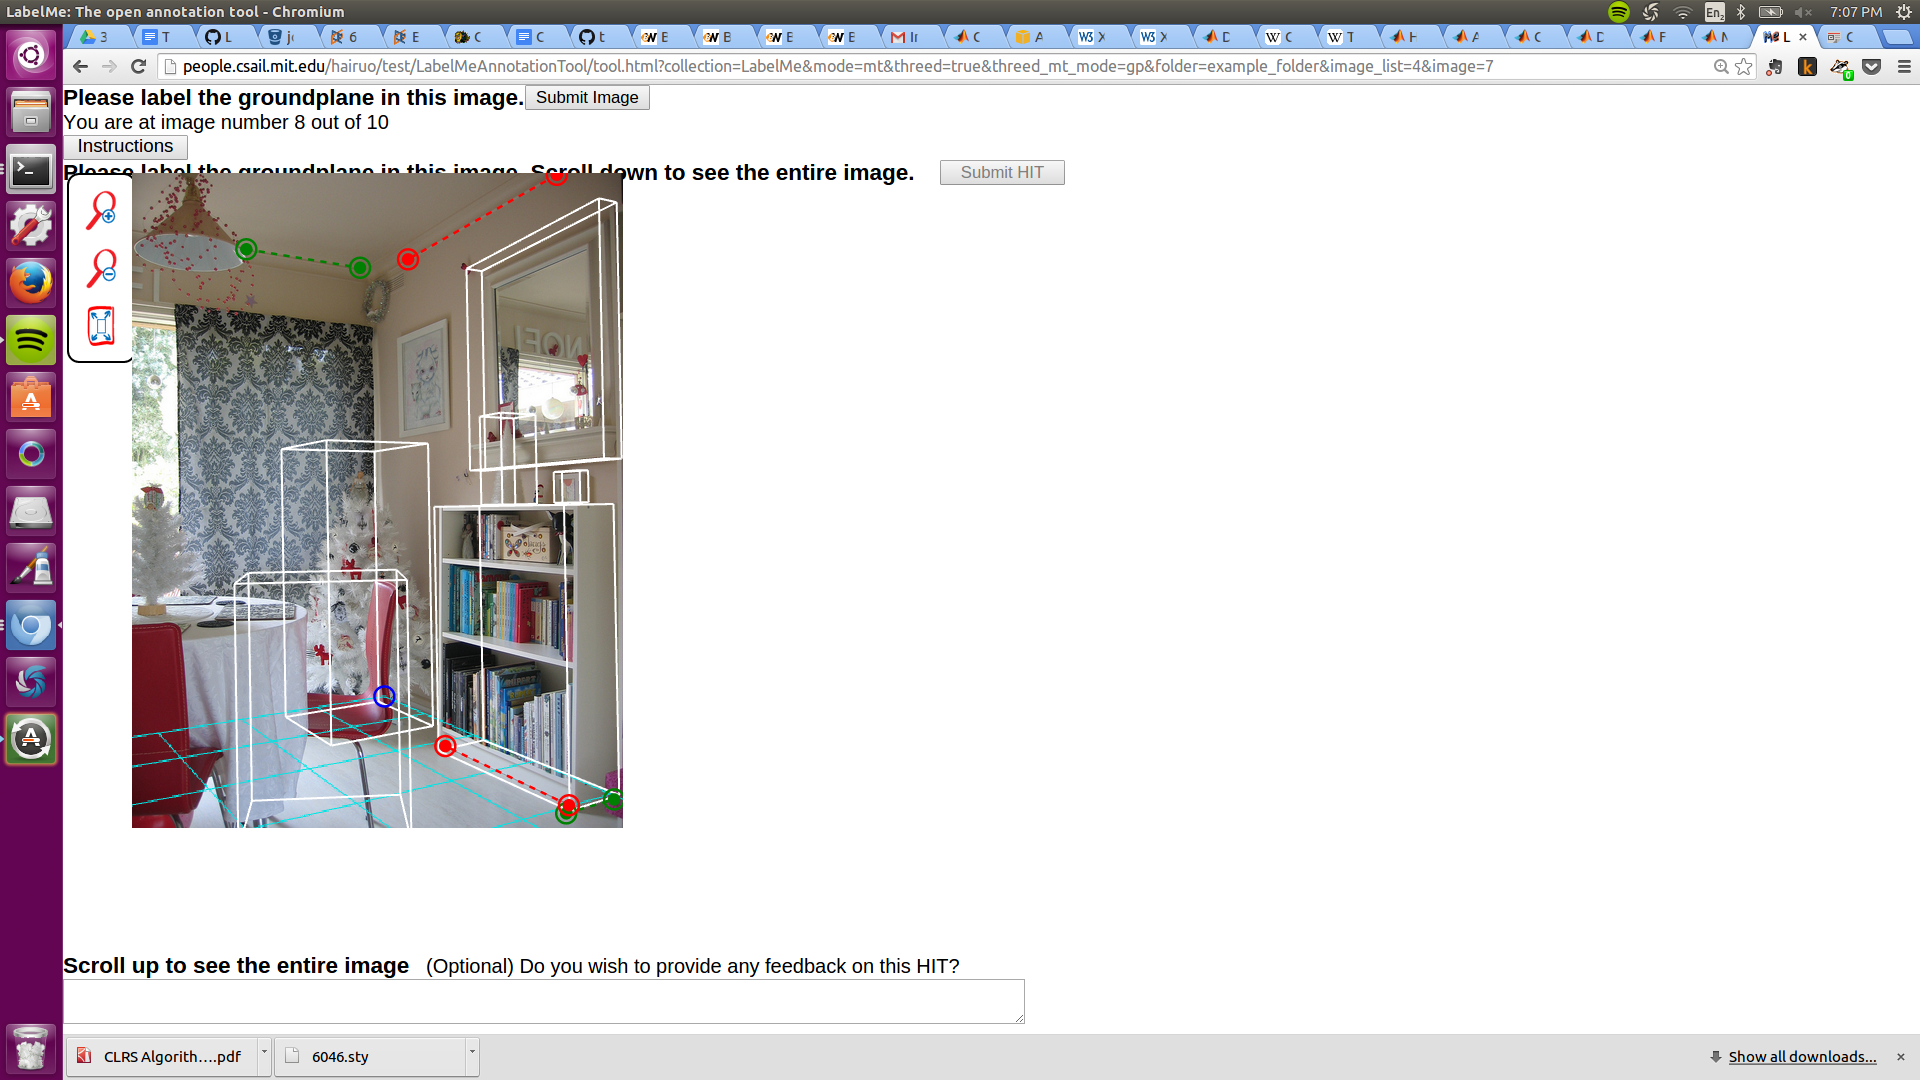 LabelMe: The open annotation tool - Chromium
En₂
7:07 PM
3
T
L
6
E
C
C
t
E
B
E
E
Ir
C
A
X
X
D
C
T
H
A
C
D
F
L
C
people.csail.mit.edu/hairuo/test/LabelMeAnnotationTool/tool.html?collection=LabelMe&mode=mt&threed=true&threed_mt_mode=gp&folder=example_folder&image_list=4&image=7
Please label the groundplane in this image.
Submit Image
You are at image number 8 out of 10
Instructions
Please label the groundplane in this image. Scroll down to see the entire image.
Submit HIT
Scroll up to see the entire image
(Optional) Do you wish to provide any feedback on this HIT?
CLRS Algorith....pdf
6046.sty
Show all downloads...